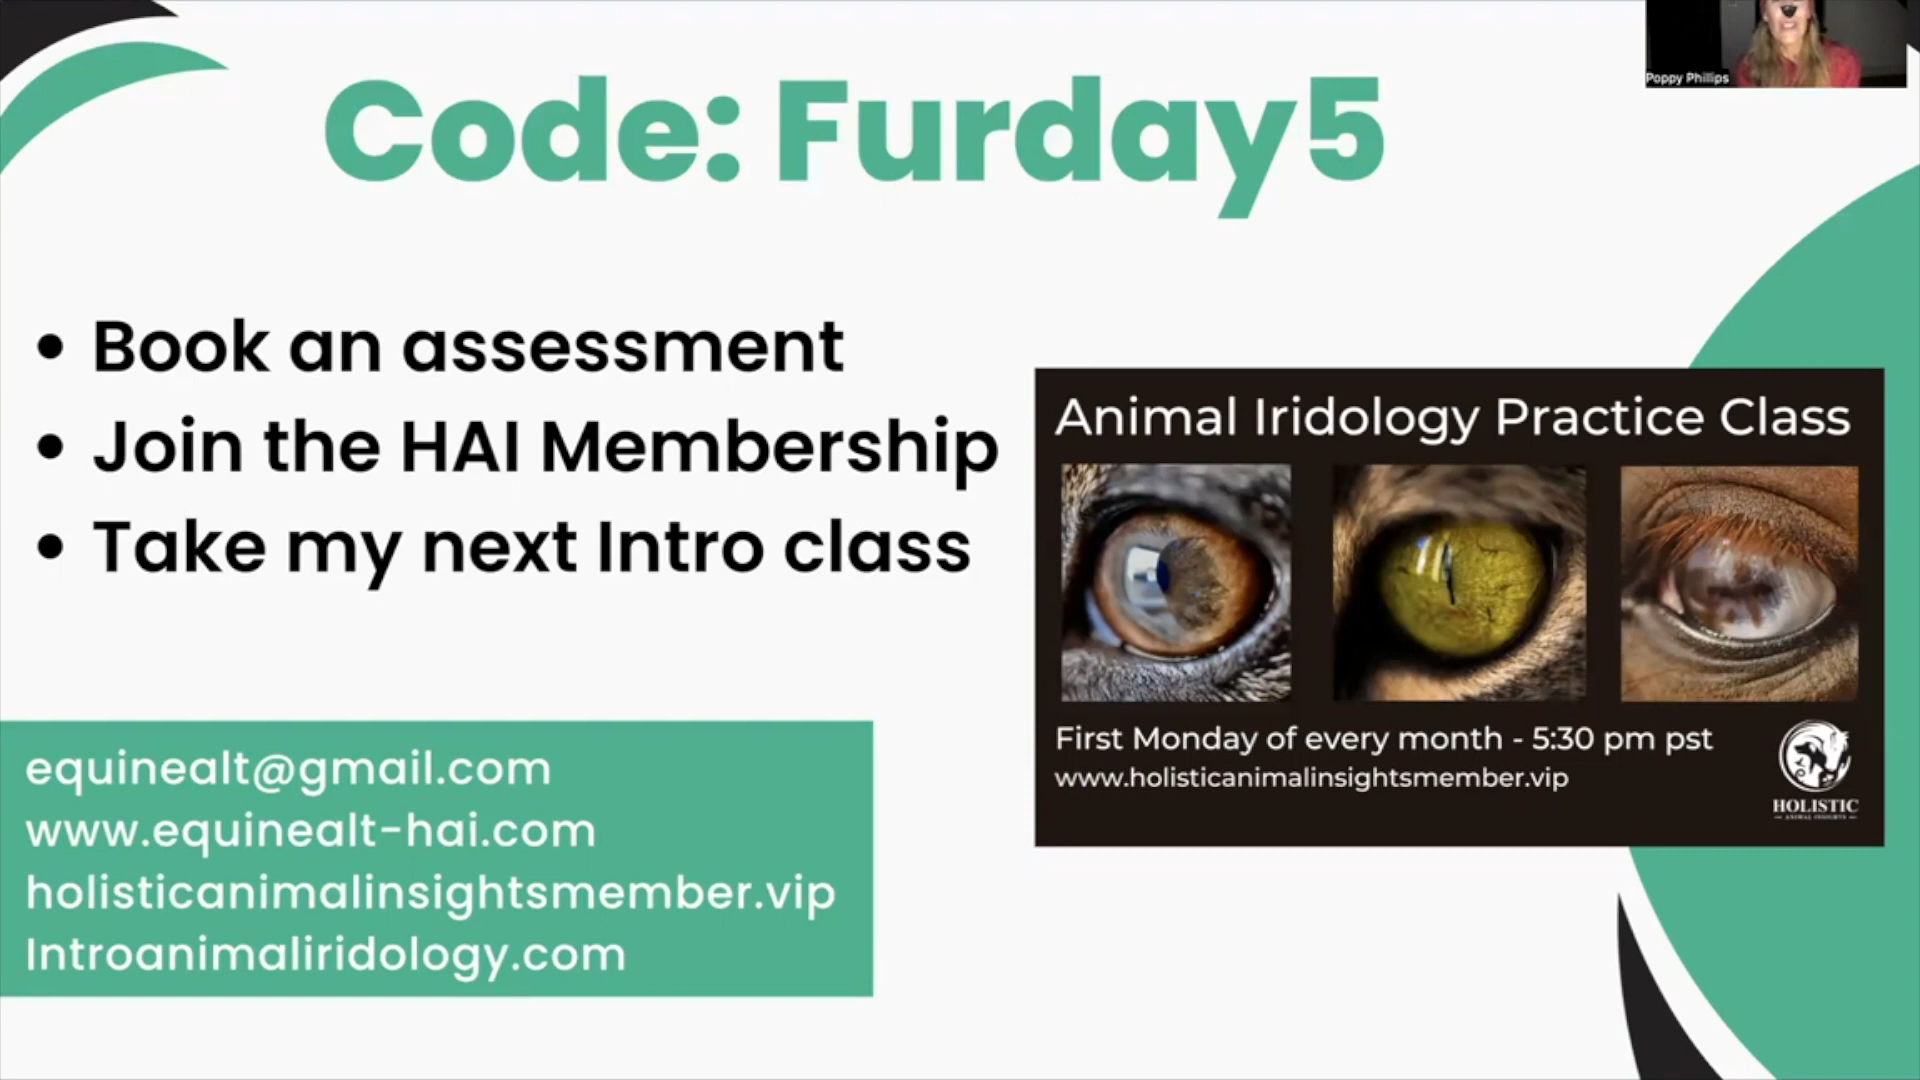 Poppy Phillips
Code: Furday5
• Book an assessment
• Join the HAI Membership
• Take my next Intro class
Animal Iridology Practice Class
First Monday of every month - 5:30 pm pst
www.holisticanimalinsightsmember.vip
HOLISTIC
ANIMAL INSIGHTS
equinealt@gmail.com
www.equinealt-hai.com
holisticanimalinsightsmember.vip
Introanimaliridology.com